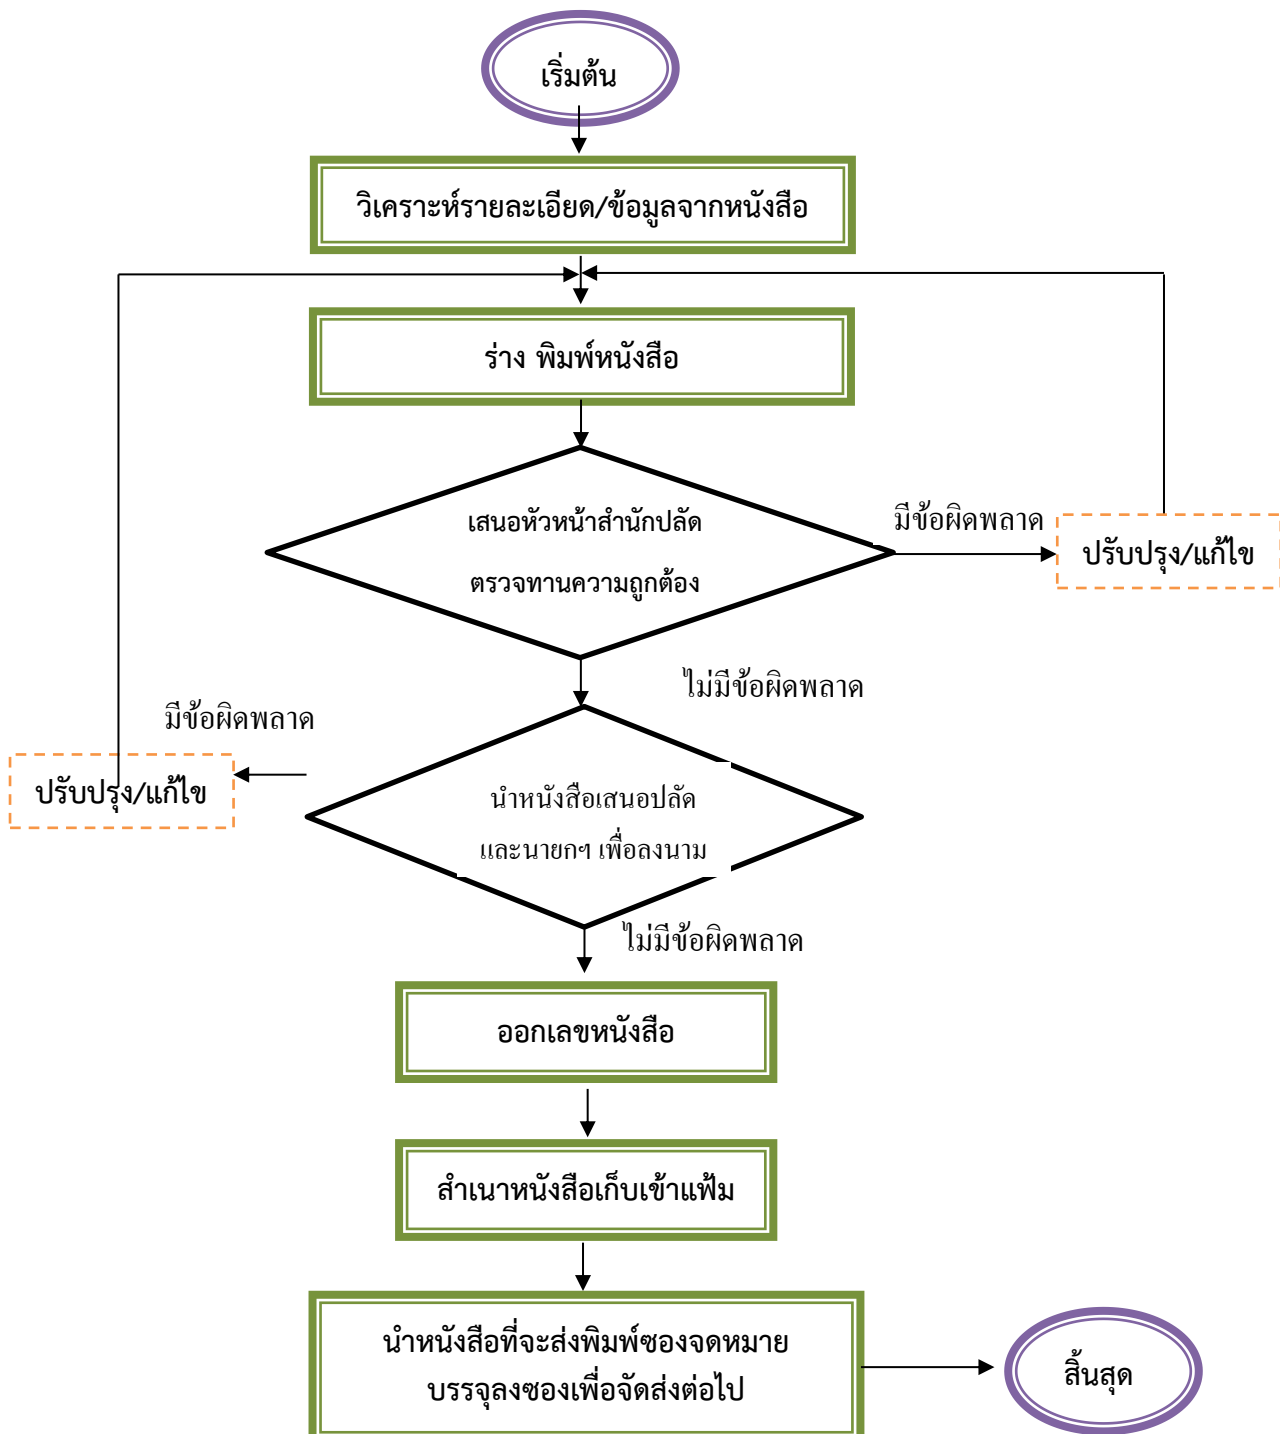 เริ่มต้น
วิเคราะห์รายละเอียด/ข้อมูลจากหนังสือ
ร่าง พิมพ์หนังสือ
เสนอหัวหน้าสำนักปลัด
ตรวจทานความถูกต้อง
มีข้อผิดพลาด
ปรับปรุง/แก้ไข
ไม่มีข้อผิดพลาด
มีข้อผิดพลาด
ปรับปรุง/แก้ไข
นำหนังสือเสนอปลัด
และนายกฯ เพื่อลงนาม
ไม่มีข้อผิดพลาด
ออกเลขหนังสือ
สำเนาหนังสือเก็บเข้าแฟ้ม
นำหนังสือที่จะส่งพิมพ์ซองจดหมาย
บรรจุลงซองเพื่อจัดส่งต่อไป
สิ้นสุด